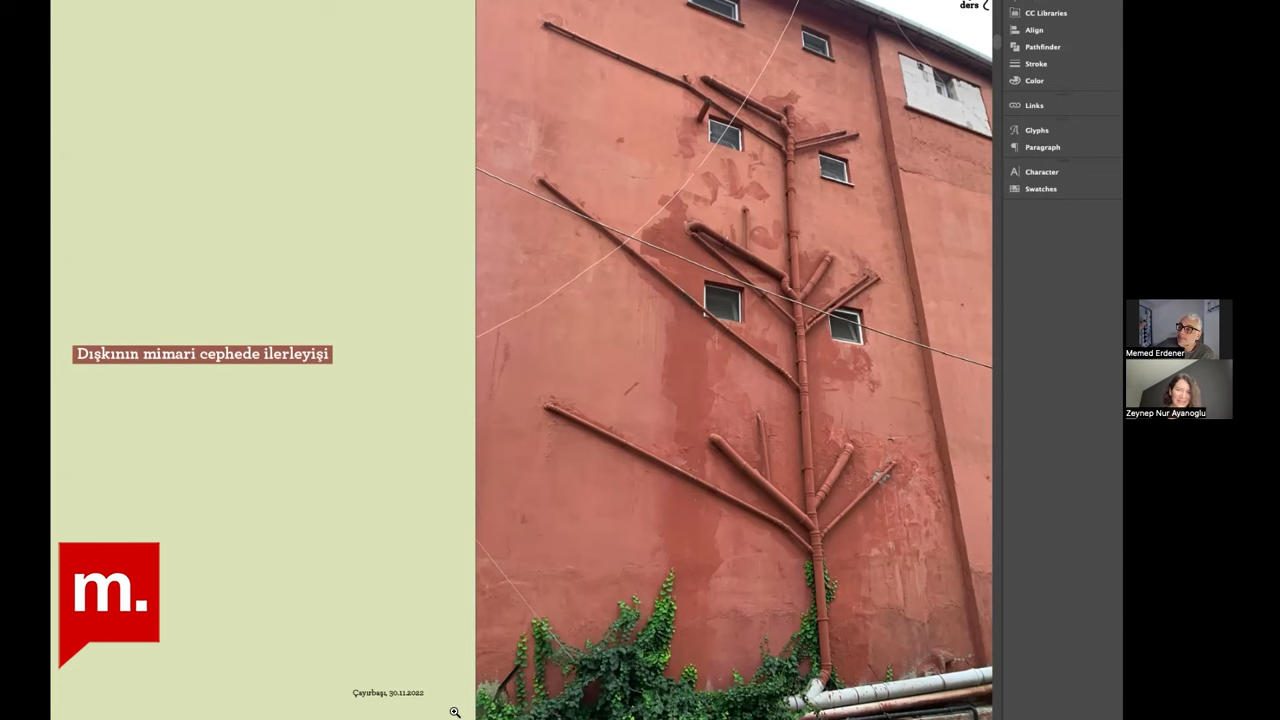 ders
CC Libraries
Align
Pathfinder
Stroke
Color
Links
Glyphs
Paragraph
Character
Swatches
Dışkının mimari cephede ilerleyişi
m.
Çayırbaşı, 30.11.2022
Memed Erdener
Zeynep Nur Ayanoglu